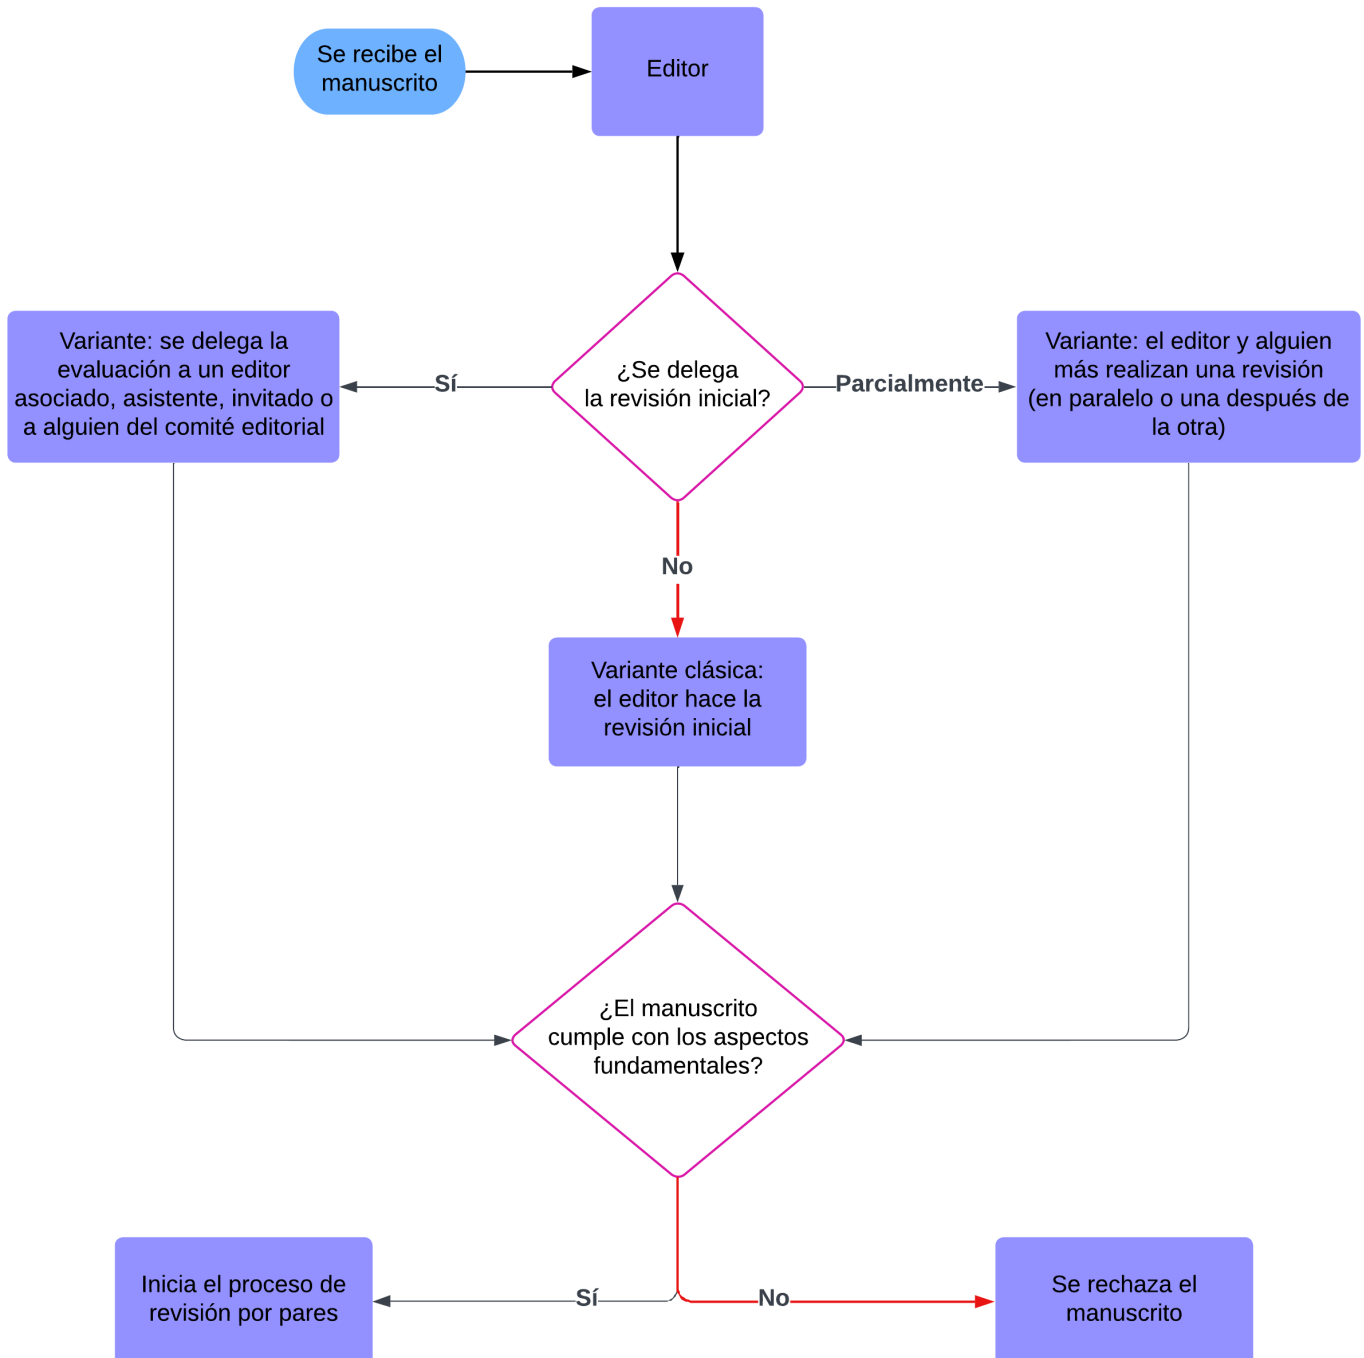 Se recibe el
manuscrito
Editor
¿Se delega
la revisión inicial?
Sí
Parcialmente
No
Variante: se delega la
evaluación a un editor
asociado, asistente, invitado o
a alguien del comité editorial
Variante: el editor y alguien
más realizan una revisión
(en paralelo o una después de
la otra)
Variante clásica:
el editor hace la
revisión inicial
¿El manuscrito
cumple con los aspectos
fundamentales?
Sí
No
Inicia el proceso de
revisión por pares
Se rechaza el
manuscrito